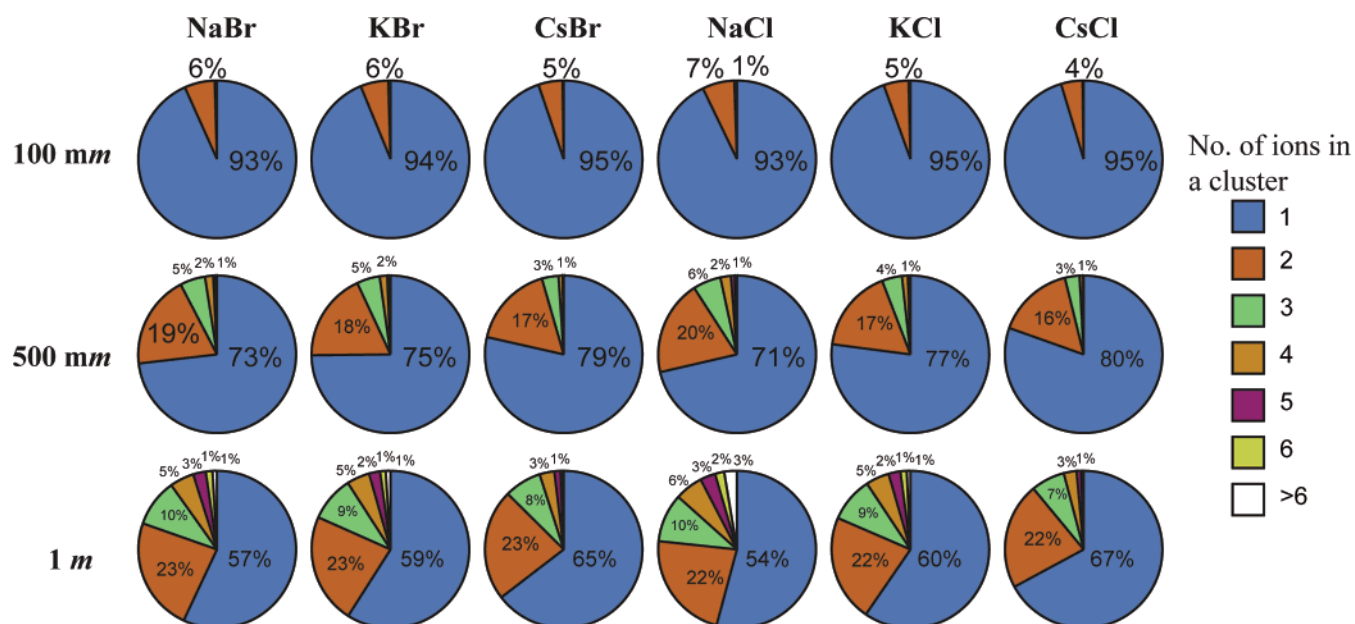 NaBr KBr CsBr NaCl KCl CsCl
6% 6% 5% 7% 1% 5% 4%
100 mm 93% 94% 95% 93% 95% 95%
5% 2% 1% 5% 2% 3% 1% 6% 2% 1% 4% 1% 3% 1%
19% 18% 17% 20% 17% 16%
500 mm 73% 75% 79% 71% 77% 80%
5% 3% 1% 1% 5% 2% 1% 1% 3% 1% 6% 3% 2% 3% 5% 2% 1% 1% 3% 1%
10% 9% 8% 10% 9% 7%
1 m 23% 57% 23% 59% 23% 65% 22% 54% 22% 60% 22% 67%
No. of ions in
a cluster
1
2
3
4
5
6
>6